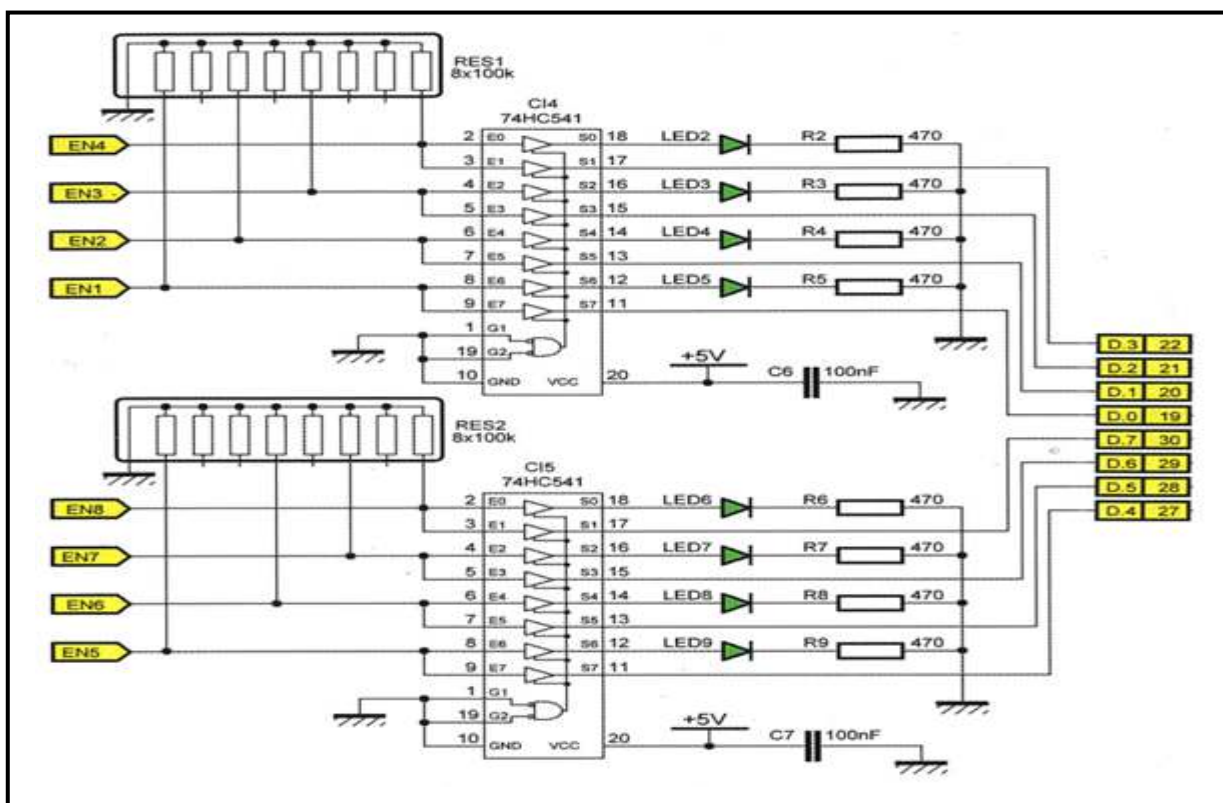 RES1
8x100k
CI4
74HC541
EN4
2 E0 S0 18 LED2 R2 470
3 E1 S1 17
EN3
4 E2 S2 16 LED3 R3 470
5 E3 S3 15
EN2
6 E4 S4 14 LED4 R4 470
7 E5 S5 13
EN1
8 E6 S6 12 LED5 R5 470
9 E7 S7 11
1 G1
19 G2
10 GND VCC 20
+5V
C6 100nF
D.3 22
D.2 21
D.1 20
D.0 19
D.7 30
D.6 29
D.5 28
D.4 27
RES2
8x100k
CI5
74HC541
EN8
2 E0 S0 18 LED6 R6 470
3 E1 S1 17
EN7
4 E2 S2 16 LED7 R7 470
5 E3 S3 15
EN6
6 E4 S4 14 LED8 R8 470
7 E5 S5 13
EN5
8 E6 S6 12 LED9 R9 470
9 E7 S7 11
1 G1
19 G2
10 GND VCC 20
+5V
C7 100nF